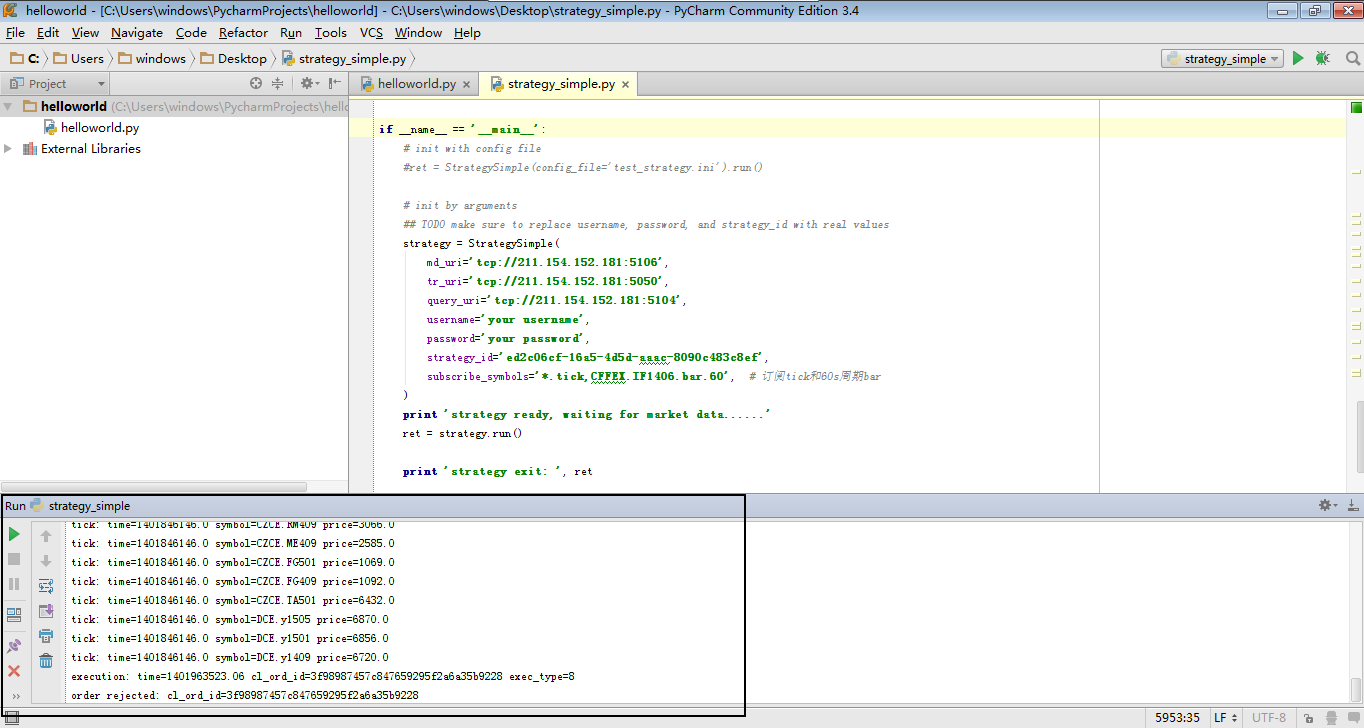 helloworld - [C:\Users\windows\PycharmProjects\helloworld] - C:\Users\windows\Desktop\strategy_simple.py - PyCharm Community Edition 3.4
File Edit View Navigate Code Refactor Run Tools VCS Window Help
C: Users windows Desktop strategy_simple.py strategy_simple
Project helloworld.py strategy_simple.py
helloworld (C:\Users\windows\PycharmProjects\hello
helloworld.py
External Libraries
if __name__ == '__main__':
# init with config file
#ret = StrategySimple(config_file='test_strategy.ini').run()
# init by arguments
## TODO make sure to replace username, password, and strategy_id with real values
strategy = StrategySimple(
md_uri='tcp://211.154.152.181:5106',
tr_uri='tcp://211.154.152.181:5050',
query_uri='tcp://211.154.152.181:5104',
username='your username',
password='your password',
strategy_id='ed2c06cf-16a5-4d5d-aaac-8090c483c8ef',
subscribe_symbols='*.tick,CFFEX.IF1406.bar.60', # 订阅tick和60s周期bar
)
print 'strategy ready, waiting for market data......'
ret = strategy.run()
print 'strategy exit: ', ret
Run strategy_simple
tick: time=1401846146.0 symbol=CZCE.RM409 price=3066.0
tick: time=1401846146.0 symbol=CZCE.ME409 price=2585.0
tick: time=1401846146.0 symbol=CZCE.FG501 price=1069.0
tick: time=1401846146.0 symbol=CZCE.FG409 price=1092.0
tick: time=1401846146.0 symbol=CZCE.TA501 price=6432.0
tick: time=1401846146.0 symbol=DCE.y1505 price=6870.0
tick: time=1401846146.0 symbol=DCE.y1501 price=6856.0
tick: time=1401846146.0 symbol=DCE.y1409 price=6720.0
execution: time=1401963523.06 cl_ord_id=3f98987457c847659295f2a6a35b9228 exec_type=8
order rejected: cl_ord_id=3f98987457c847659295f2a6a35b9228
5953:35 LF UTF-8